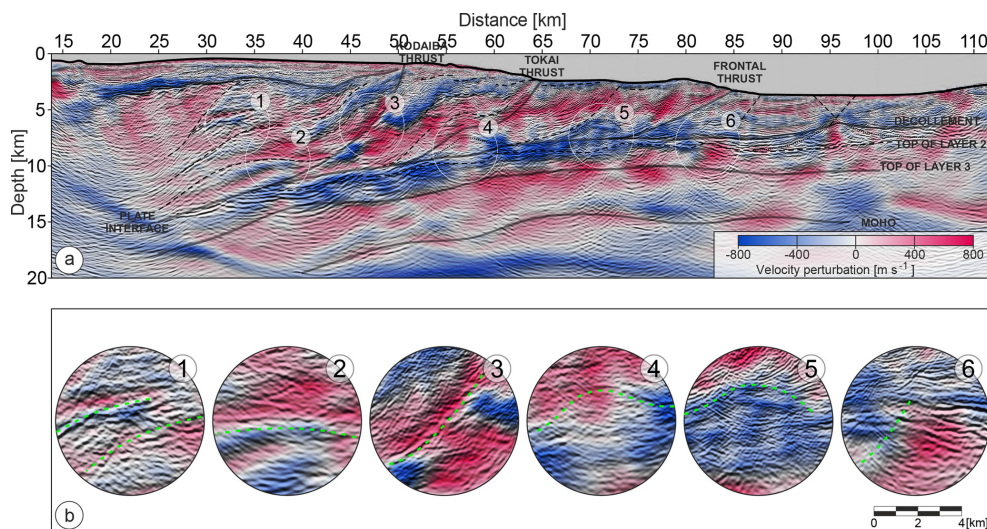 Distance [km]
15 20 25 30 35 40 45 50 55 60 65 70 75 80 85 90 95 100 105 110
KODAIBA
THRUST
TOKAI
THRUST
FRONTAL
THRUST
Depth [km]
0
5
10
15
20
1
2
3
4
5
6
DECOLLEMENT
TOP OF LAYER 2
TOP OF LAYER 3
PLATE
INTERFACE
MOHO
-800 -400 0 400 800
Velocity perturbation [m s⁻¹]
a
1
2
3
4
5
6
b
0 2 4 [km]